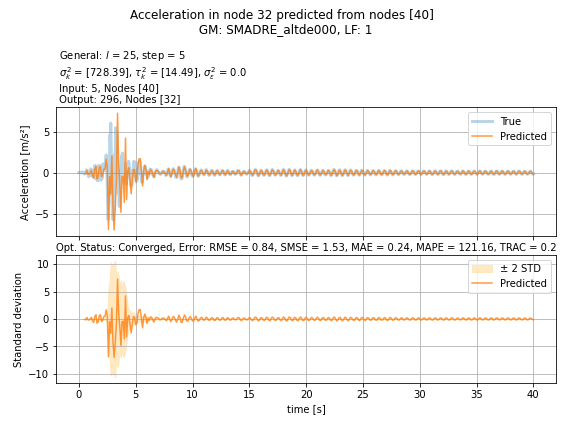 Acceleration in node 32 predicted from nodes [40]
GM: SMADRE_altde000, LF: 1
General: l = 25, step = 5
σ²ₖ = [728.39], τ²ₖ = [14.49], σ²_ε = 0.0
Input: 5, Nodes [40]
Output: 296, Nodes [32]
Acceleration [m/s²]
5
0
−5
True
Predicted
Opt. Status: Converged, Error: RMSE = 0.84, SMSE = 1.53, MAE = 0.24, MAPE = 121.16, TRAC = 0.2
Standard deviation
10
5
0
−5
−10
± 2 STD
Predicted
0 5 10 15 20 25 30 35 40
time [s]